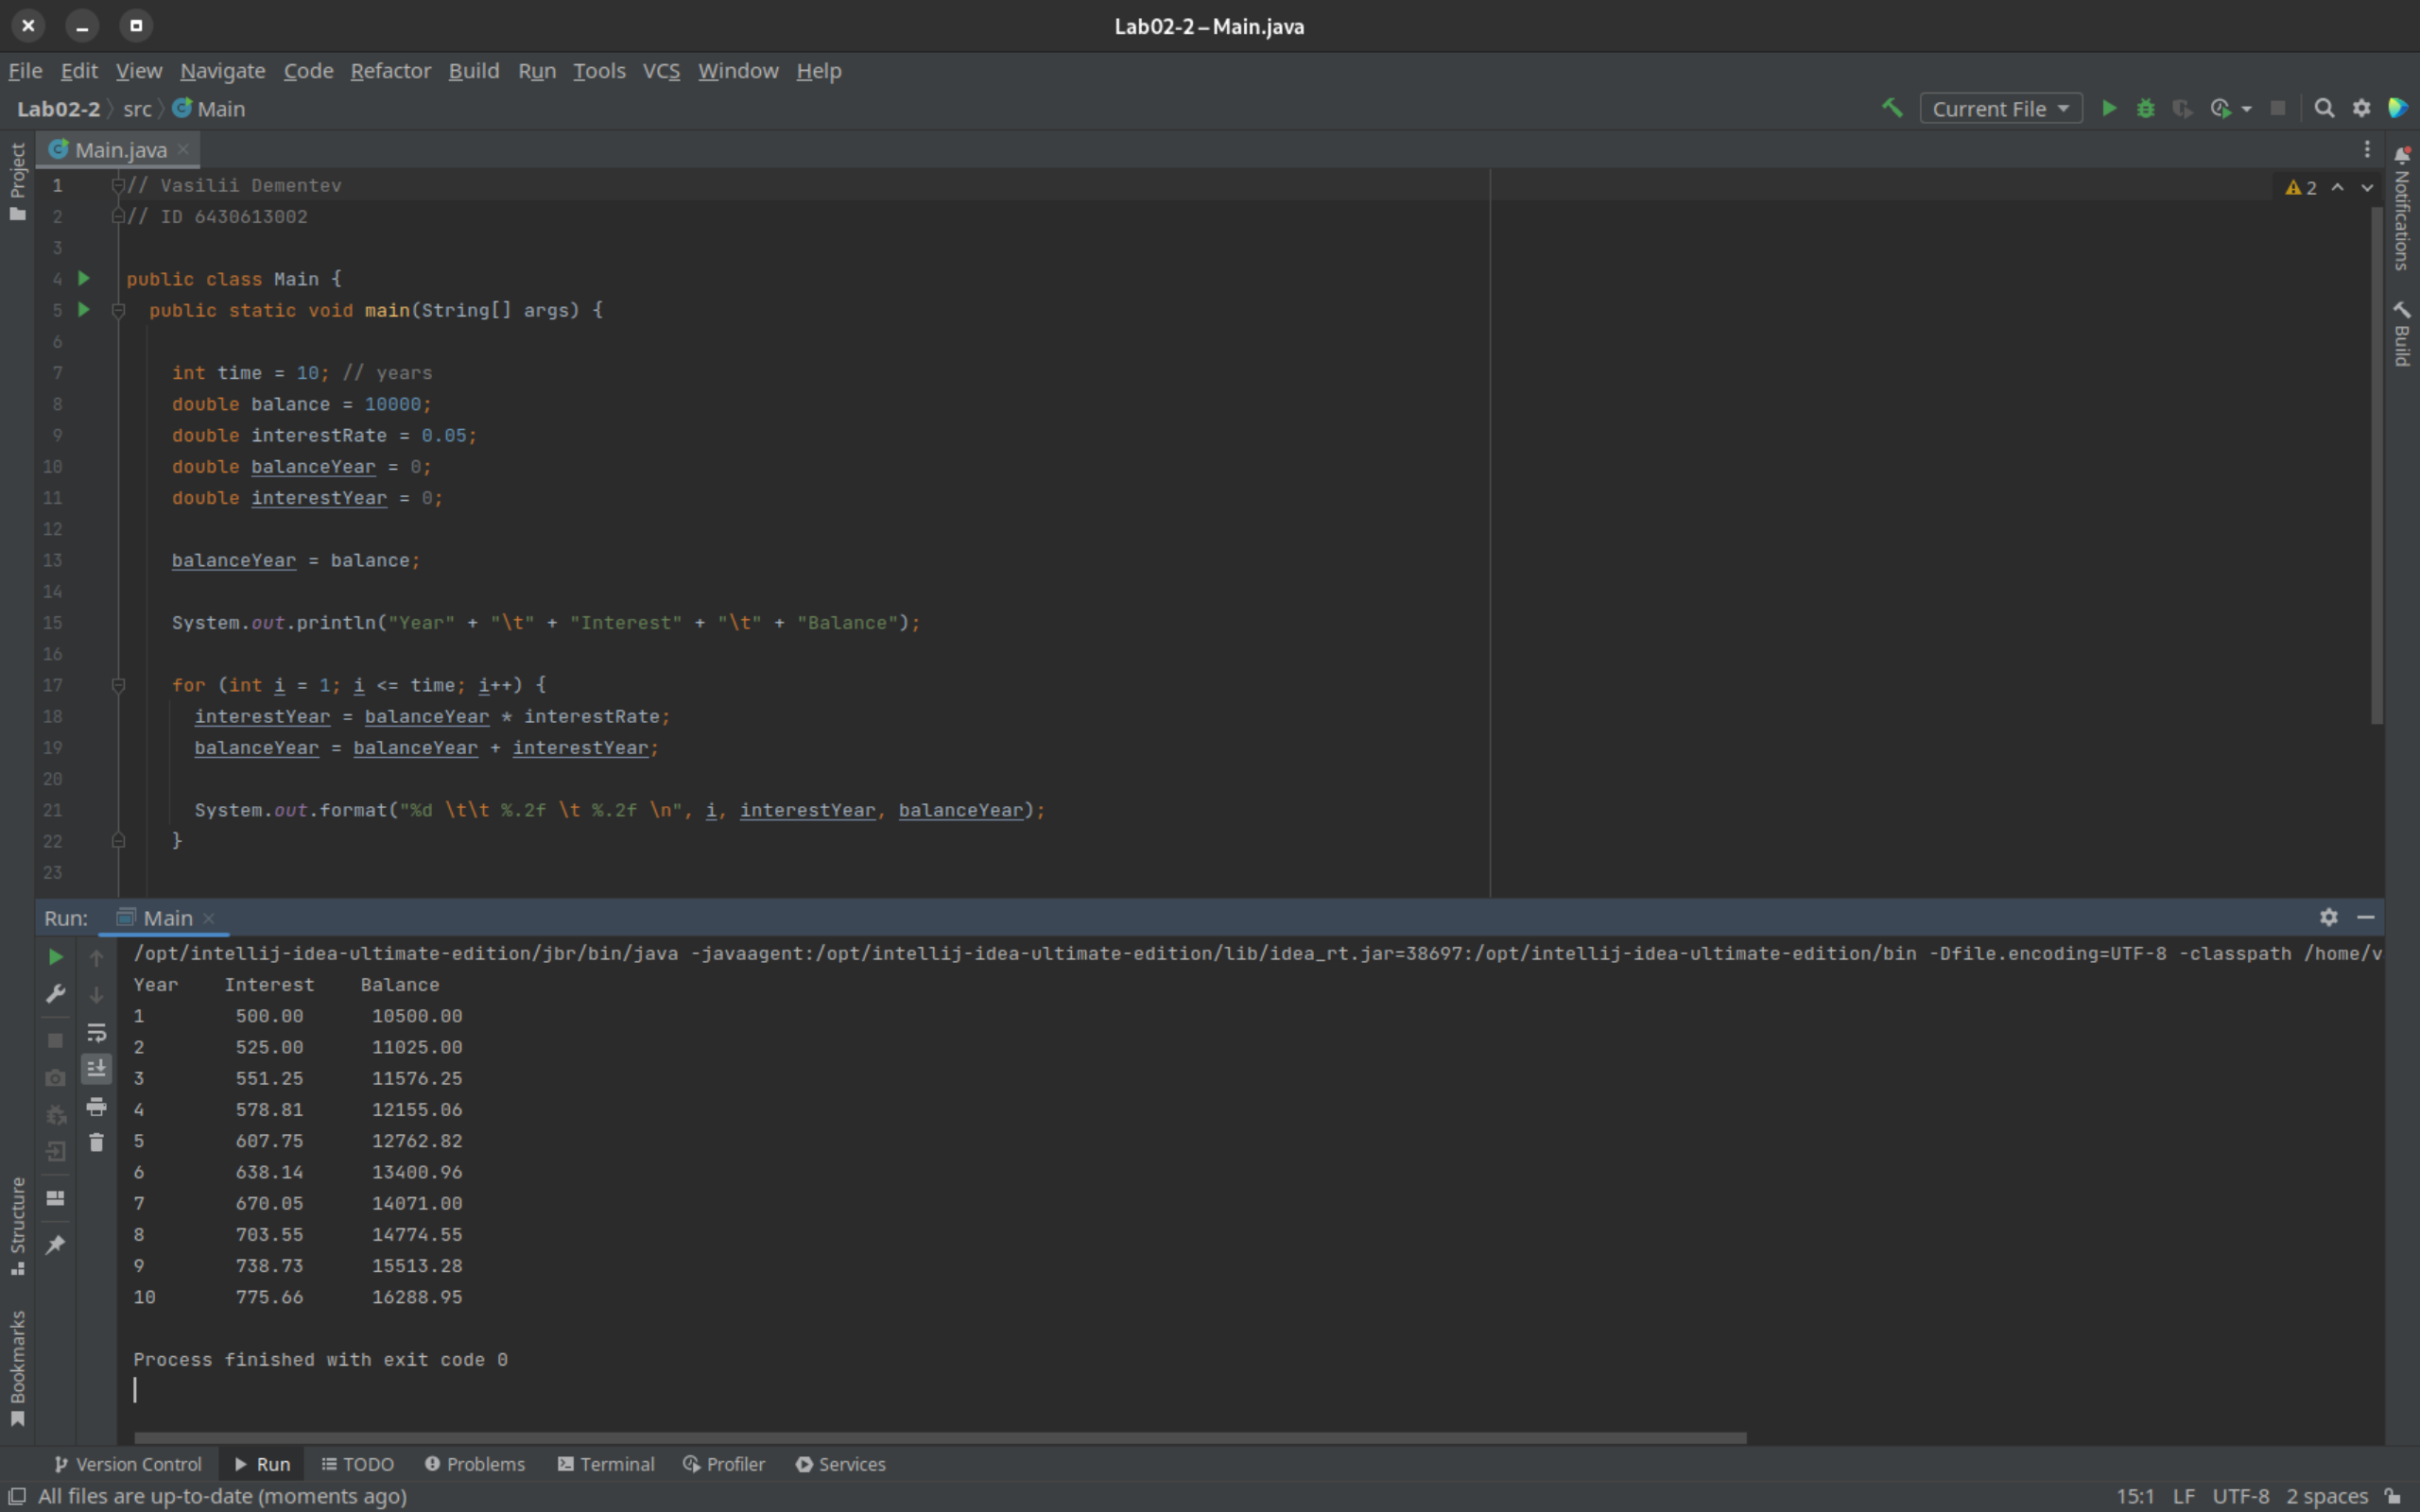 Lab02-2 – Main.java
File Edit View Navigate Code Refactor Build Run Tools VCS Window Help
Lab02-2 src Main
Current File
Project
Main.java
Notifications
Build
2
1 // Vasilii Dementev
2 // ID 6430613002
3
4 public class Main {
5 public static void main(String[] args) {
6
7 int time = 10; // years
8 double balance = 10000;
9 double interestRate = 0.05;
10 double balanceYear = 0;
11 double interestYear = 0;
12
13 balanceYear = balance;
14
15 System.out.println("Year" + "\t" + "Interest" + "\t" + "Balance");
16
17 for (int i = 1; i <= time; i++) {
18 interestYear = balanceYear * interestRate;
19 balanceYear = balanceYear + interestYear;
20
21 System.out.format("%d \t\t %.2f \t %.2f \n", i, interestYear, balanceYear);
22 }
23
Run: Main
/opt/intellij-idea-ultimate-edition/jbr/bin/java -javaagent:/opt/intellij-idea-ultimate-edition/lib/idea_rt.jar=38697:/opt/intellij-idea-ultimate-edition/bin -Dfile.encoding=UTF-8 -classpath /home/v
Year Interest Balance
1 500.00 10500.00
2 525.00 11025.00
3 551.25 11576.25
4 578.81 12155.06
5 607.75 12762.82
6 638.14 13400.96
7 670.05 14071.00
8 703.55 14774.55
9 738.73 15513.28
10 775.66 16288.95
Process finished with exit code 0
Structure
Bookmarks
Version Control Run TODO Problems Terminal Profiler Services
All files are up-to-date (moments ago)
15:1 LF UTF-8 2 spaces